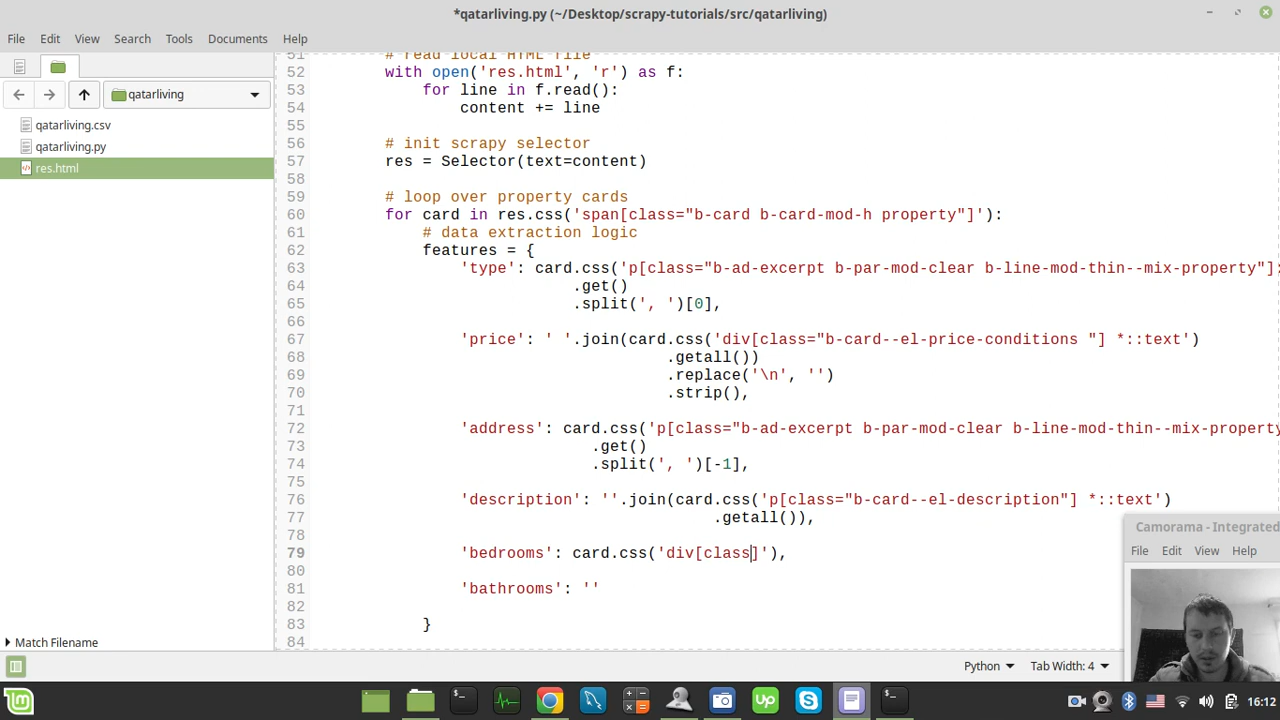 *qatarliving.py (~/Desktop/scrapy-tutorials/src/qatarliving)
File Edit View Search Tools Documents Help
qatarliving
qatarliving.csv
qatarliving.py
res.html
Match Filename
51 # read local HTML file
52 with open('res.html', 'r') as f:
53 for line in f.read():
54 content += line
55
56 # init scrapy selector
57 res = Selector(text=content)
58
59 # loop over property cards
60 for card in res.css('span[class="b-card b-card-mod-h property"]'):
61 # data extraction logic
62 features = {
63 'type': card.css('p[class="b-ad-excerpt b-par-mod-clear b-line-mod-thin--mix-property"]:
64 .get()
65 .split(', ')[0],
66
67 'price': ' '.join(card.css('div[class="b-card--el-price-conditions "] *::text')
68 .getall())
69 .replace('\n', '')
70 .strip(),
71
72 'address': card.css('p[class="b-ad-excerpt b-par-mod-clear b-line-mod-thin--mix-property
73 .get()
74 .split(', ')[-1],
75
76 'description': ''.join(card.css('p[class="b-card--el-description"] *::text')
77 .getall()),
78
79 'bedrooms': card.css('div[class]'),
80
81 'bathrooms': ''
82
83 }
84
Camorama - Integrated
File Edit View Help
Python Tab Width: 4
Up
16:12